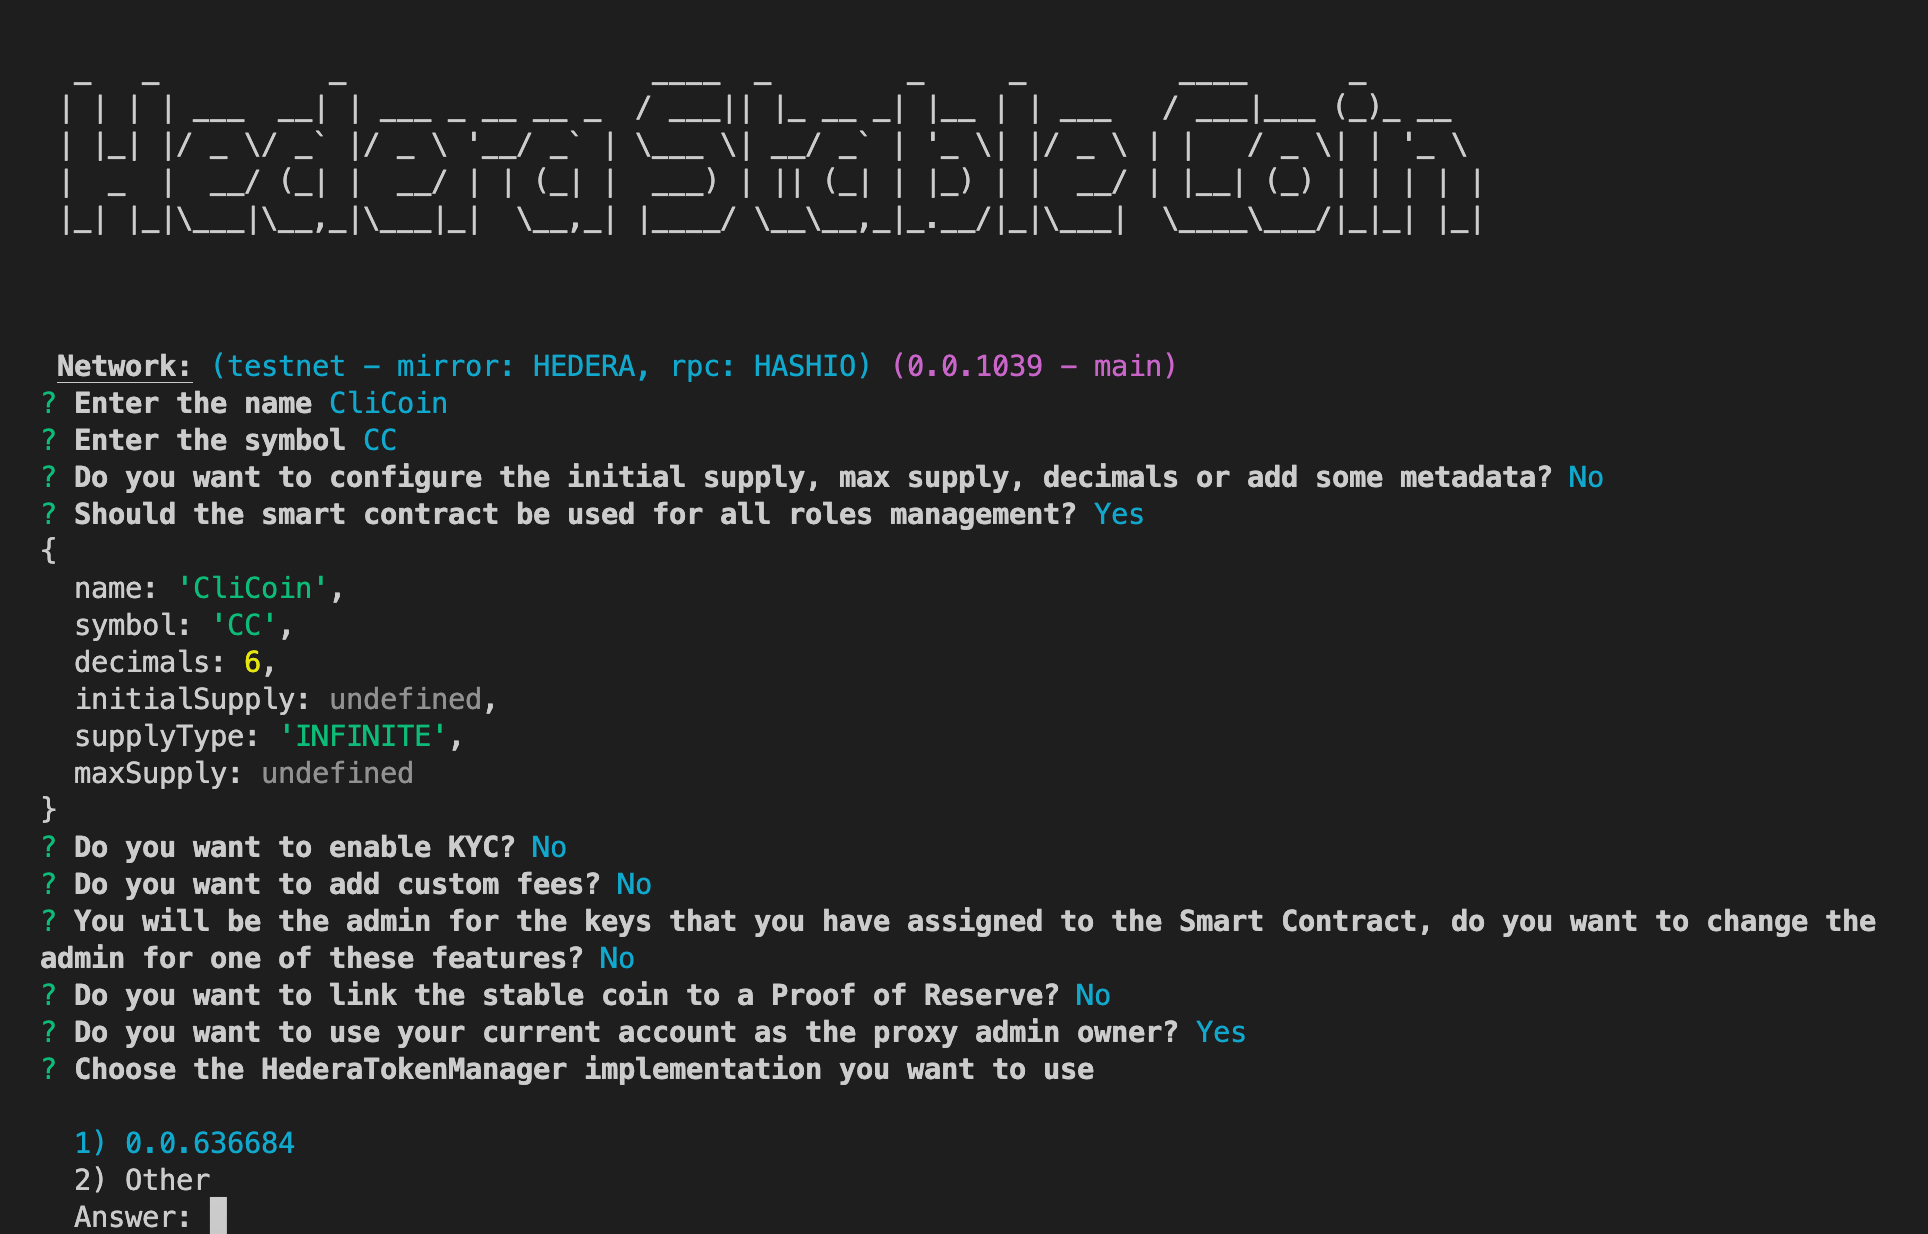 Hedera Stable Coin
Network: (testnet – mirror: HEDERA, rpc: HASHIO) (0.0.1039 – main)
? Enter the name CliCoin
? Enter the symbol CC
? Do you want to configure the initial supply, max supply, decimals or add some metadata? No
? Should the smart contract be used for all roles management? Yes
{
  name: 'CliCoin',
  symbol: 'CC',
  decimals: 6,
  initialSupply: undefined,
  supplyType: 'INFINITE',
  maxSupply: undefined
}
? Do you want to enable KYC? No
? Do you want to add custom fees? No
? You will be the admin for the keys that you have assigned to the Smart Contract, do you want to change the
admin for one of these features? No
? Do you want to link the stable coin to a Proof of Reserve? No
? Do you want to use your current account as the proxy admin owner? Yes
? Choose the HederaTokenManager implementation you want to use
  1) 0.0.636684
  2) Other
  Answer: